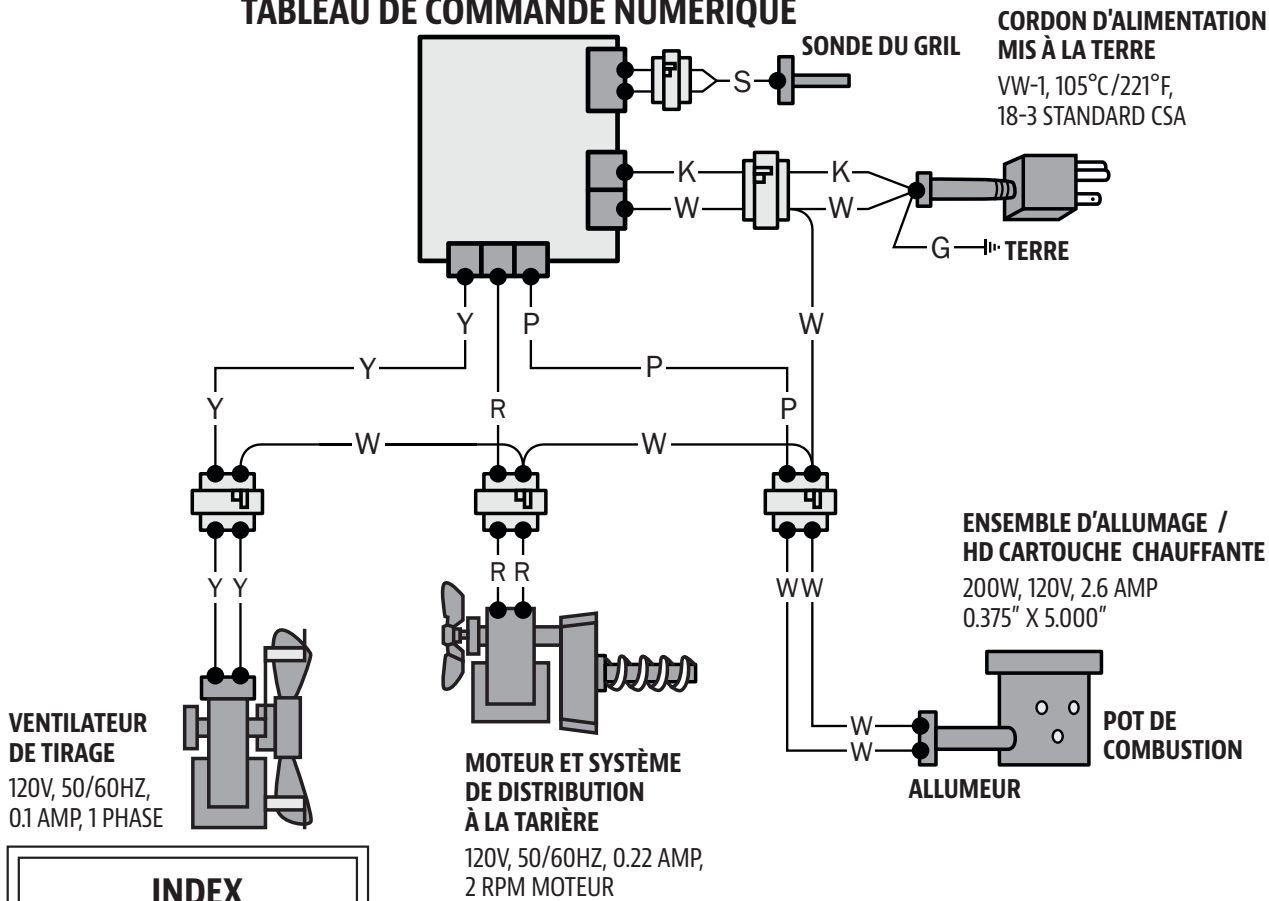 TABLEAU DE COMMANDE NUMÉRIQUE
CORDON D'ALIMENTATION
MIS À LA TERRE
VW-1, 105°C/221°F,
18-3 STANDARD CSA
SONDE DU GRIL
S
K
K
W
W
G
TERRE
Y
P
W
Y
P
Y
R
P
W
W
Y Y
R R
W W
ENSEMBLE D'ALLUMAGE /
HD CARTOUCHE CHAUFFANTE
200W, 120V, 2.6 AMP
0.375" X 5.000"
W
W
POT DE
COMBUSTION
ALLUMEUR
VENTILATEUR
DE TIRAGE
120V, 50/60HZ,
0.1 AMP, 1 PHASE
MOTEUR ET SYSTÈME
DE DISTRIBUTION
À LA TARIÈRE
120V, 50/60HZ, 0.22 AMP,
2 RPM MOTEUR
INDEX